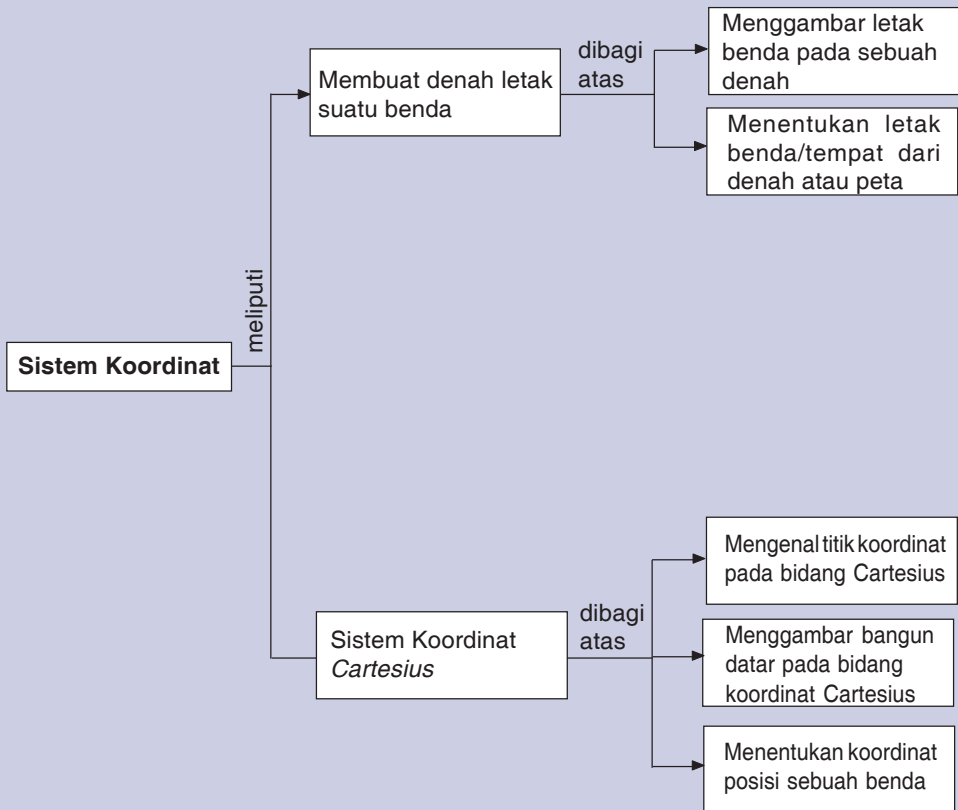 Sistem Koordinat
meliputi
Membuat denah letak
suatu benda
dibagi
atas
Menggambar letak
benda pada sebuah
denah
Menentukan letak
benda/tempat dari
denah atau peta
Sistem Koordinat
Cartesius
dibagi
atas
Mengenal titik koordinat
pada bidang Cartesius
Menggambar bangun
datar pada bidang
koordinat Cartesius
Menentukan koordinat
posisi sebuah benda